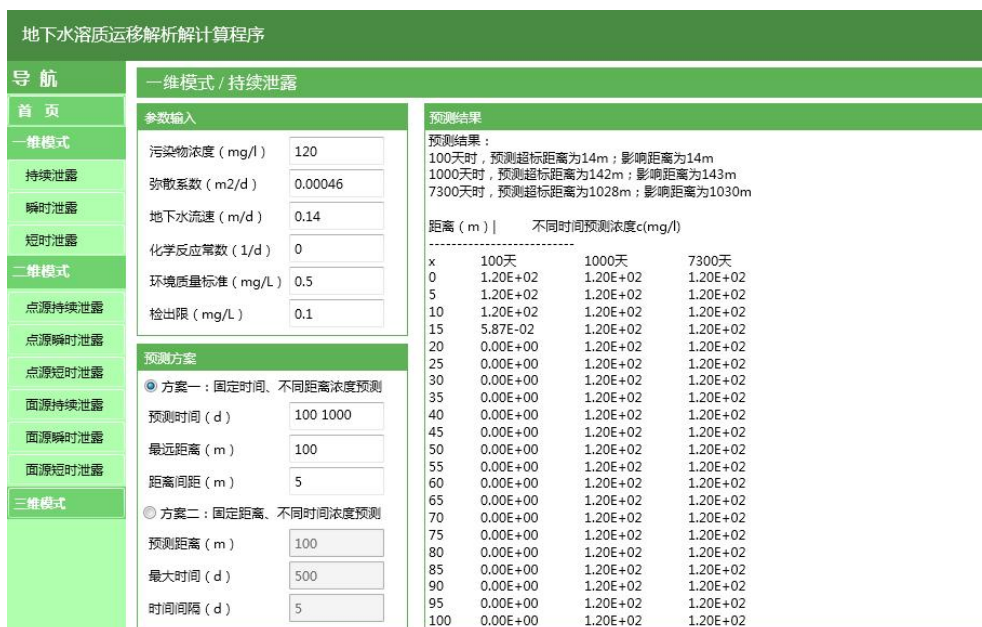 地下水溶质运移解析解计算程序
导 航
首 页
一维模式
持续泄露
瞬时泄露
短时泄露
二维模式
点源持续泄露
点源瞬时泄露
点源短时泄露
面源持续泄露
面源瞬时泄露
面源短时泄露
三维模式
一维模式 / 持续泄露
参数输入
污染物浓度（mg/l） 120
弥散系数（m2/d） 0.00046
地下水流速（m/d） 0.14
化学反应常数（1/d） 0
环境质量标准（mg/L） 0.5
检出限（mg/L） 0.1
预测方案
方案一：固定时间、不同距离浓度预测
预测时间（d） 100 1000
最远距离（m） 100
距离间距（m） 5
方案二：固定距离、不同时间浓度预测
预测距离（m） 100
最大时间（d） 500
时间间隔（d） 5
预测结果
预测结果：
100天时，预测超标距离为14m；影响距离为14m
1000天时，预测超标距离为142m；影响距离为143m
7300天时，预测超标距离为1028m；影响距离为1030m
距离（m）| 不同时间预测浓度c(mg/l)
--------------------------
x 100天 1000天 7300天
0 1.20E+02 1.20E+02 1.20E+02
5 1.20E+02 1.20E+02 1.20E+02
10 1.20E+02 1.20E+02 1.20E+02
15 5.87E-02 1.20E+02 1.20E+02
20 0.00E+00 1.20E+02 1.20E+02
25 0.00E+00 1.20E+02 1.20E+02
30 0.00E+00 1.20E+02 1.20E+02
35 0.00E+00 1.20E+02 1.20E+02
40 0.00E+00 1.20E+02 1.20E+02
45 0.00E+00 1.20E+02 1.20E+02
50 0.00E+00 1.20E+02 1.20E+02
55 0.00E+00 1.20E+02 1.20E+02
60 0.00E+00 1.20E+02 1.20E+02
65 0.00E+00 1.20E+02 1.20E+02
70 0.00E+00 1.20E+02 1.20E+02
75 0.00E+00 1.20E+02 1.20E+02
80 0.00E+00 1.20E+02 1.20E+02
85 0.00E+00 1.20E+02 1.20E+02
90 0.00E+00 1.20E+02 1.20E+02
95 0.00E+00 1.20E+02 1.20E+02
100 0.00E+00 1.20E+02 1.20E+02